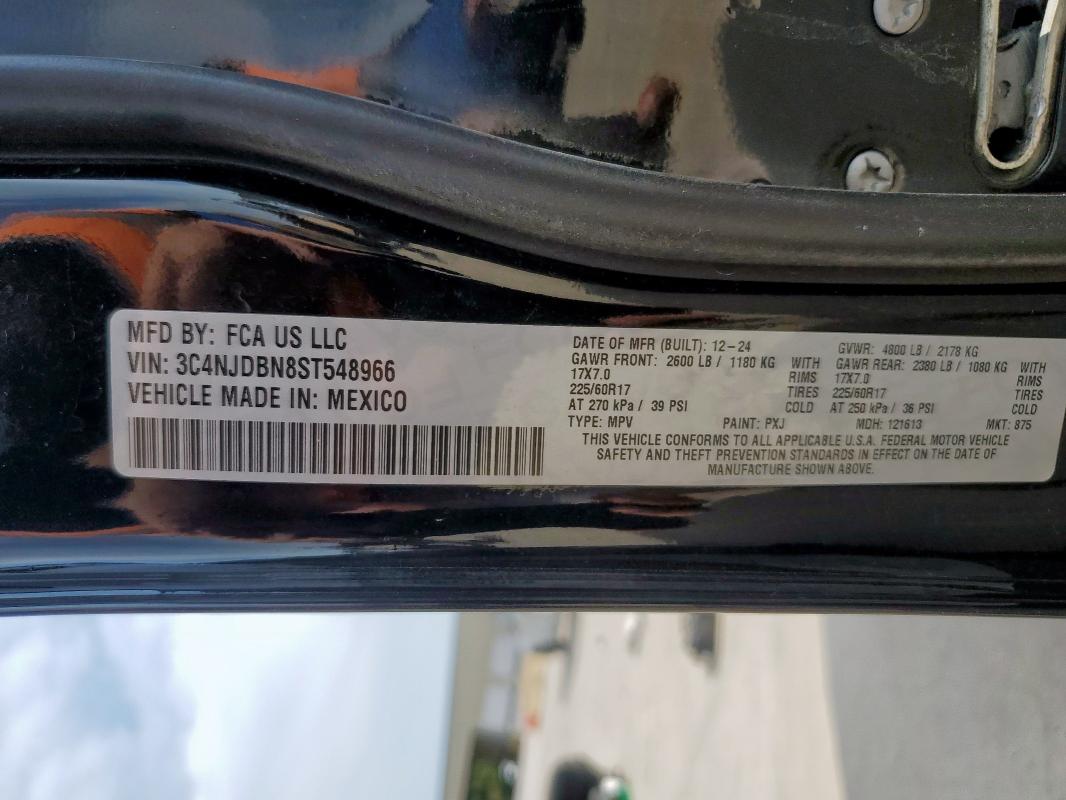 MFD BY: FCA US LLC
VIN: 3C4NJDBN8ST548966
VEHICLE MADE IN: MEXICO
DATE OF MFR (BUILT): 12-24 GVWR: 4800 LB / 2178 KG
GAWR FRONT: 2600 LB / 1180 KG WITH GAWR REAR: 2380 LB / 1080 KG WITH
17X7.0 RIMS 17X7.0 RIMS
225/60R17 TIRES 225/60R17 TIRES
AT 270 kPa / 39 PSI COLD AT 250 kPa / 36 PSI COLD
TYPE: MPV PAINT: PXJ MDH: 121613 MKT: 875
THIS VEHICLE CONFORMS TO ALL APPLICABLE U.S.A. FEDERAL MOTOR VEHICLE
SAFETY AND THEFT PREVENTION STANDARDS IN EFFECT ON THE DATE OF
MANUFACTURE SHOWN ABOVE.